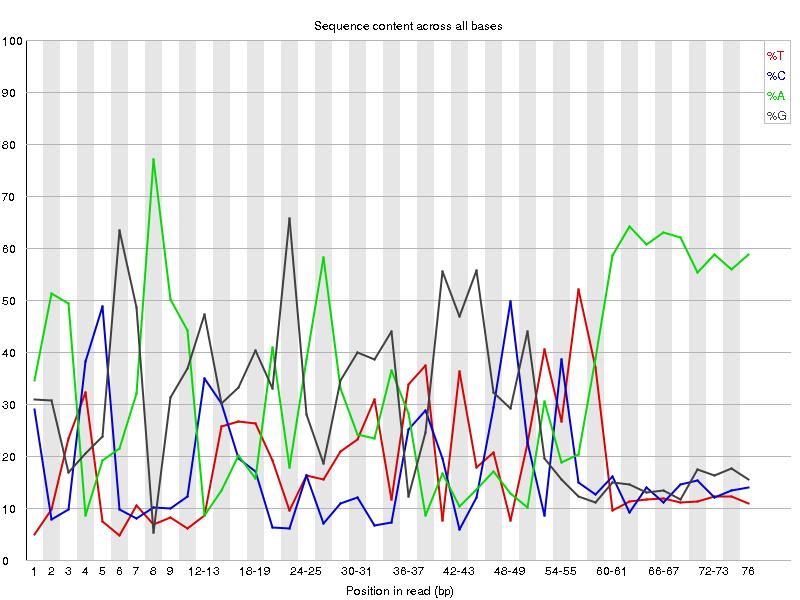 Sequence content across all bases
100
90
80
70
60
50
40
30
20
10
0
%T
%C
%A
%G
1 2 3 4 5 6 7 8 9 12-13 18-19 24-25 30-31 36-37 42-43 48-49 54-55 60-61 66-67 72-73 76
Position in read (bp)